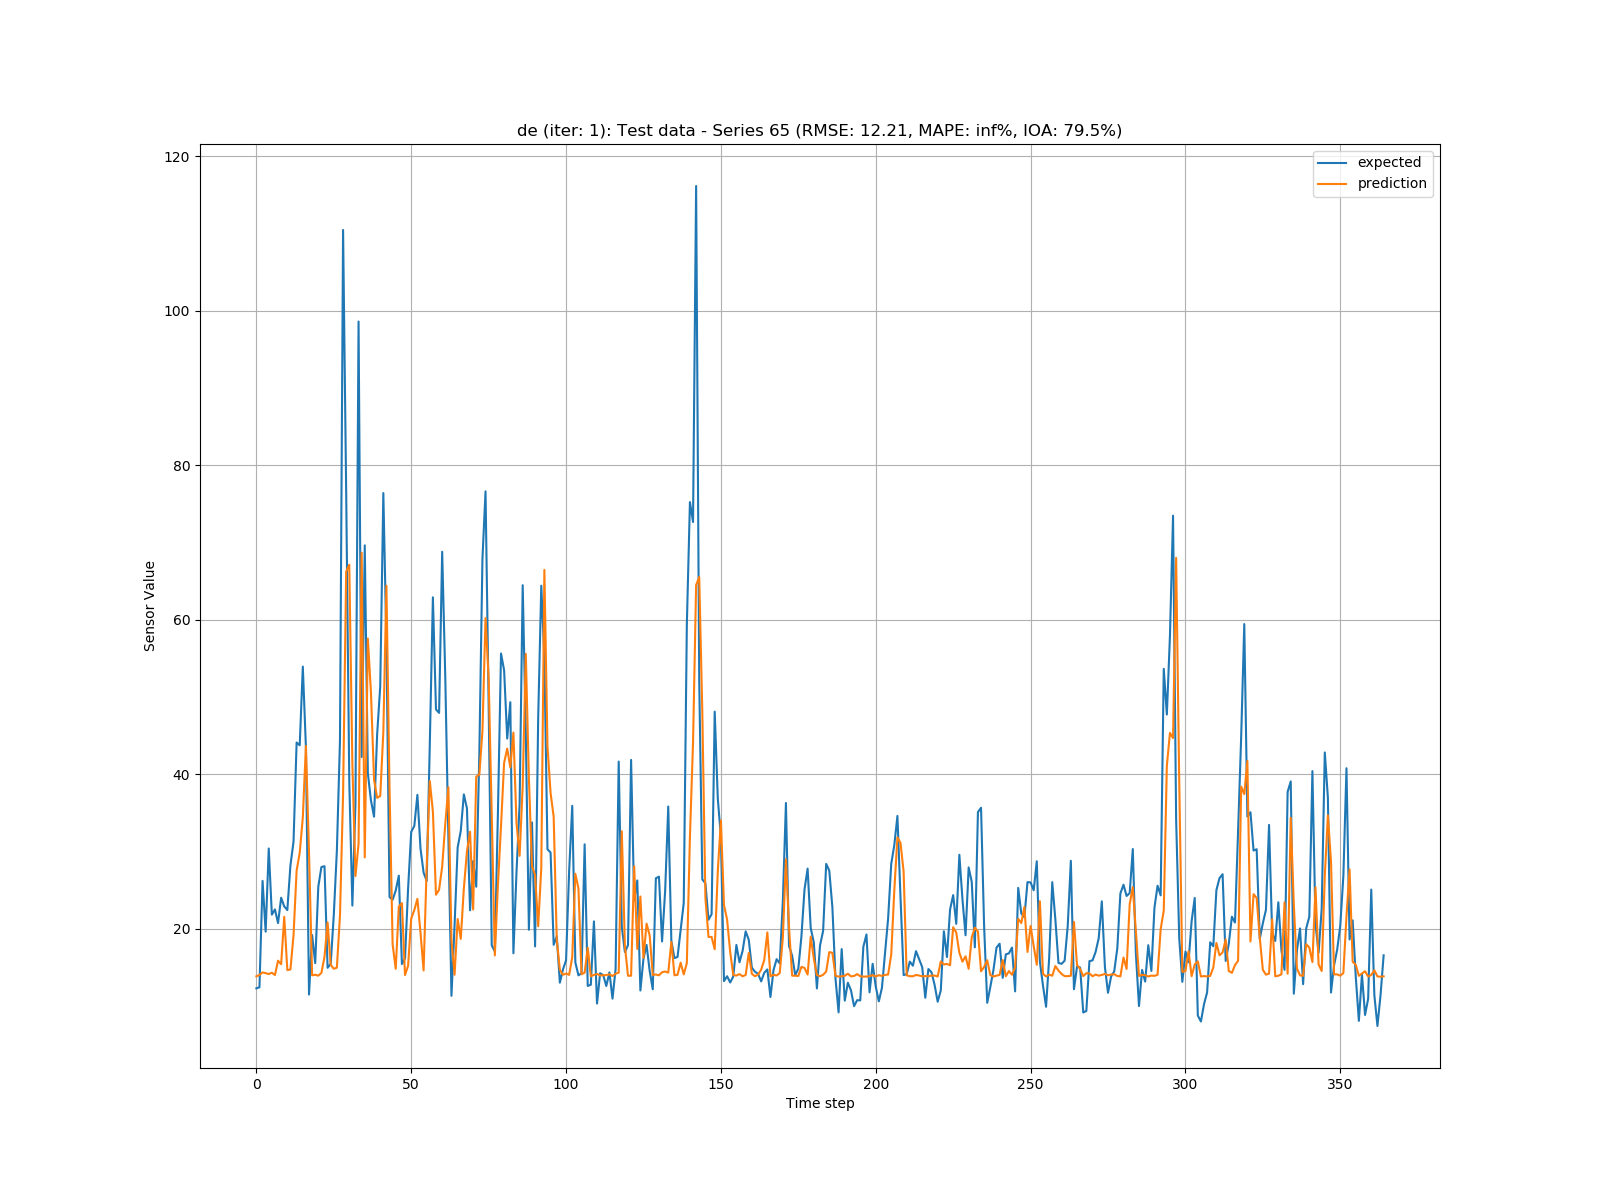 de (iter: 1): Test data - Series 65 (RMSE: 12.21, MAPE: inf%, IOA: 79.5%)
expected
prediction
120
100
80
60
40
20
Sensor Value
0
50
100
150
200
250
300
350
Time step